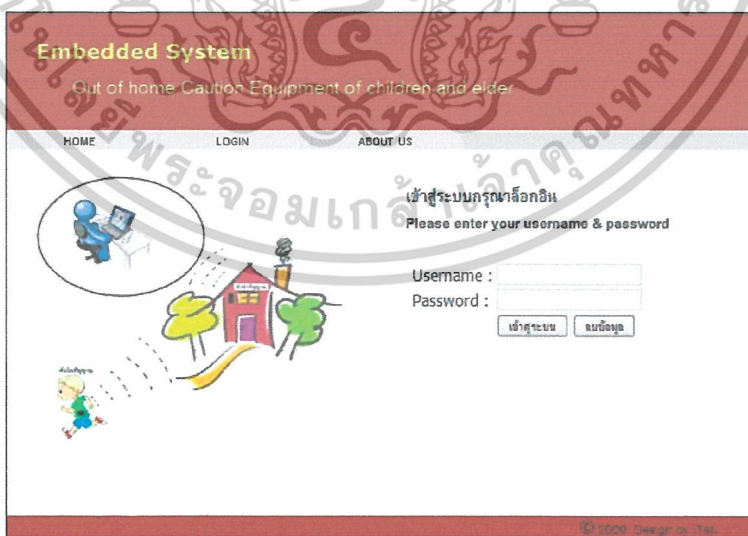 Embedded System
Out of home Caution Equipment of children and elder
HOME LOGIN ABOUT US
เข้าสู่ระบบกรุณาล็อกอิน
Please enter your username & password
Username :
Password :
เข้าสู่ระบบ ลบข้อมูล
© 2009 Design